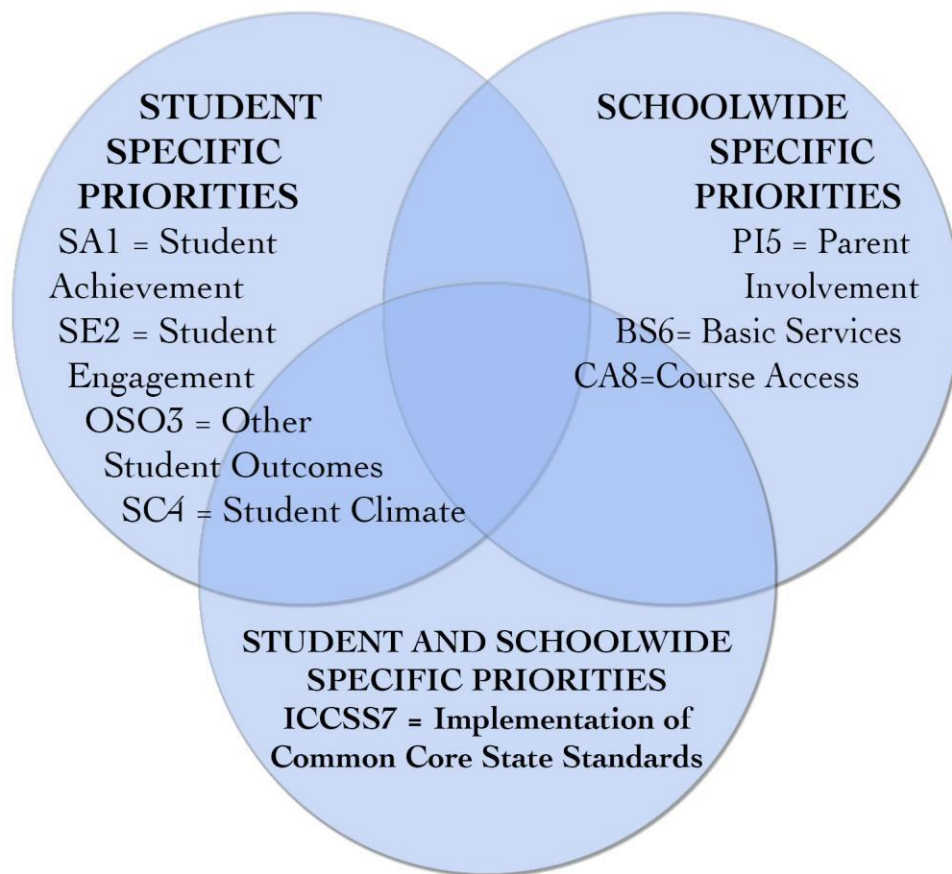 STUDENT
SPECIFIC
PRIORITIES
SA1 = Student
Achievement
SE2 = Student
Engagement
OSO3 = Other
Student Outcomes
SC4 = Student Climate
SCHOOLWIDE
SPECIFIC
PRIORITIES
PI5 = Parent
Involvement
BS6= Basic Services
CA8=Course Access
STUDENT AND SCHOOLWIDE
SPECIFIC PRIORITIES
ICCSS7 = Implementation of
Common Core State Standards